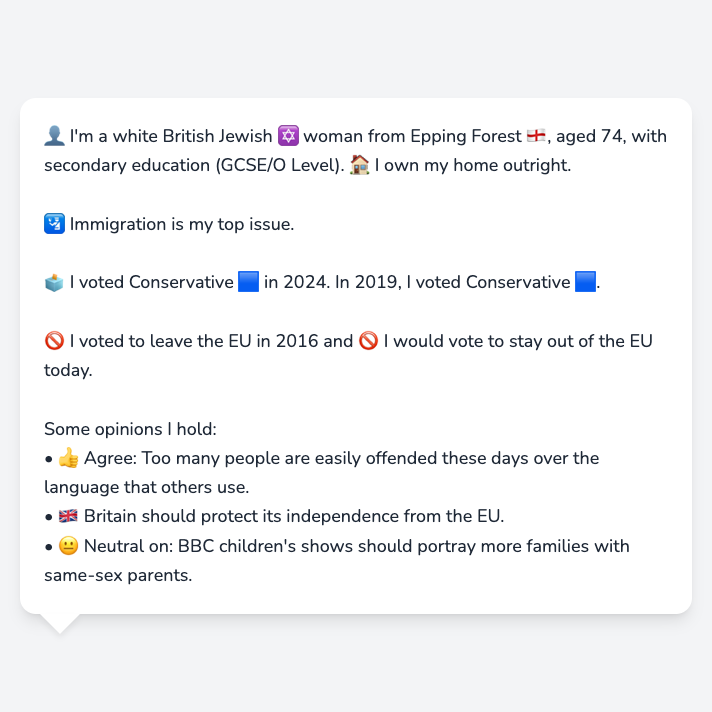 👤 I'm a white British Jewish ✡️ woman from Epping Forest 🏴󠁧󠁢󠁥󠁮󠁧󠁿, aged 74, with
secondary education (GCSE/O Level). 🏠 I own my home outright.
🛂 Immigration is my top issue.
🗳️ I voted Conservative 🟦 in 2024. In 2019, I voted Conservative 🟦.
🚫 I voted to leave the EU in 2016 and 🚫 I would vote to stay out of the EU
today.
Some opinions I hold:
• 👍 Agree: Too many people are easily offended these days over the
language that others use.
• 🇬🇧 Britain should protect its independence from the EU.
• 😐 Neutral on: BBC children's shows should portray more families with
same-sex parents.